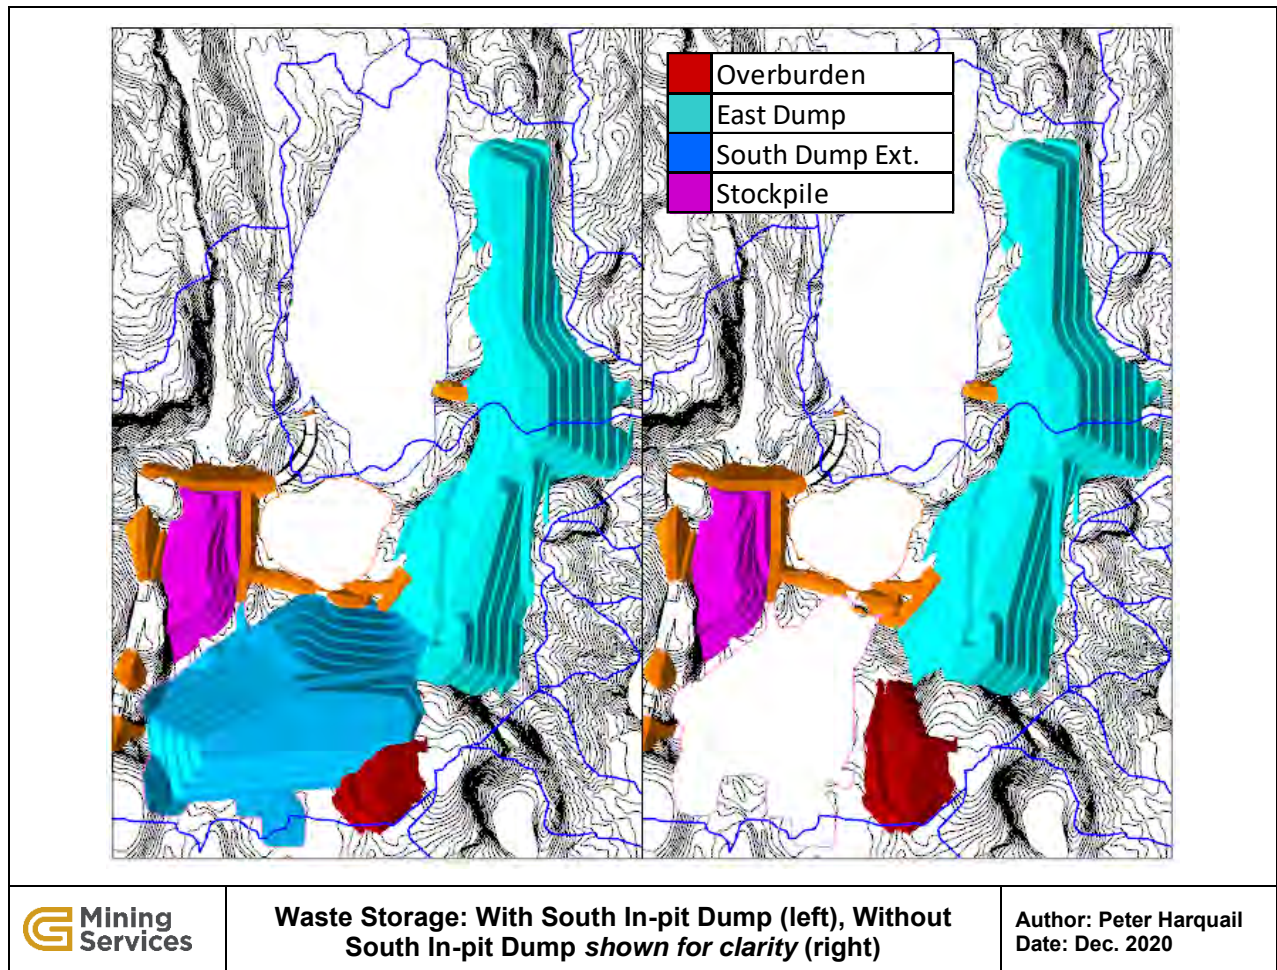 Overburden
East Dump
South Dump Ext.
Stockpile
G Mining
Services
Waste Storage: With South In-pit Dump (left), Without
South In-pit Dump shown for clarity (right)
Author: Peter Harquail
Date: Dec. 2020